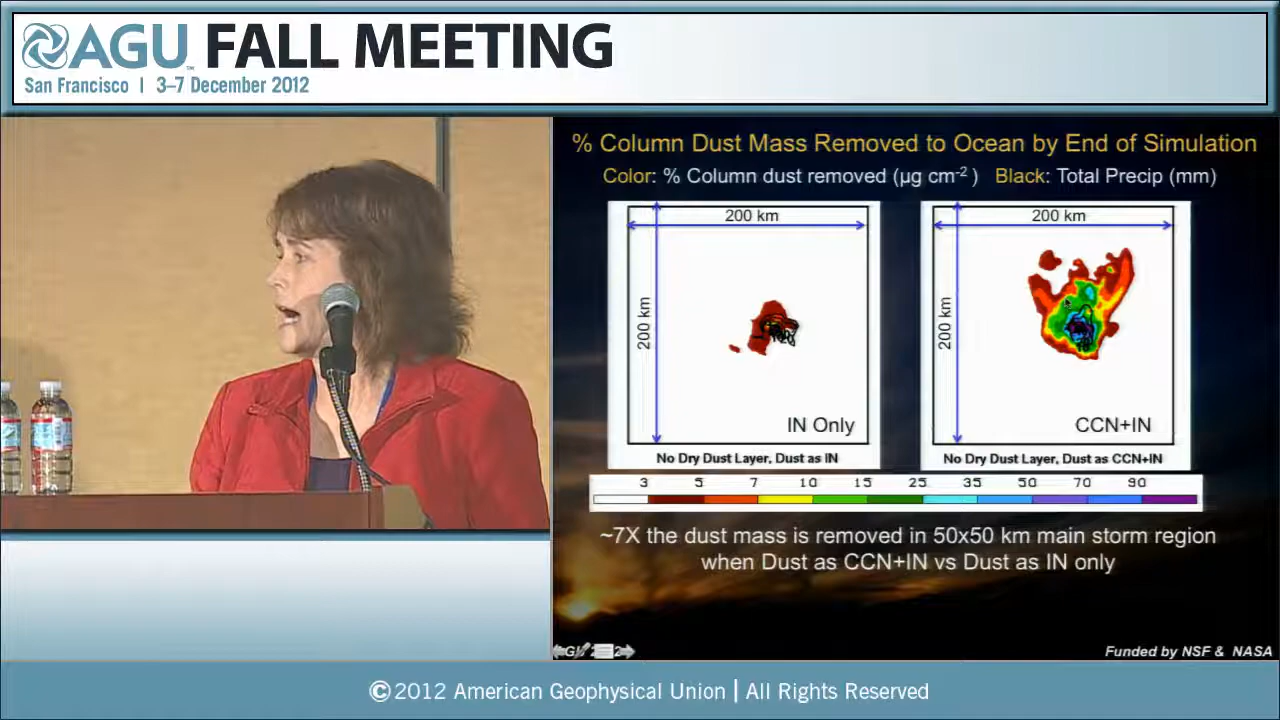 AGU FALL MEETING
San Francisco | 3–7 December 2012
% Column Dust Mass Removed to Ocean by End of Simulation
Color: % Column dust removed (µg cm-2 ) Black: Total Precip (mm)
200 km
200 km
IN Only
No Dry Dust Layer, Dust as IN
200 km
200 km
CCN+IN
No Dry Dust Layer, Dust as CCN+IN
3 5 7 10 15 25 35 50 70 90
~7X the dust mass is removed in 50x50 km main storm region
when Dust as CCN+IN vs Dust as IN only
Funded by NSF & NASA
©2012 American Geophysical Union | All Rights Reserved